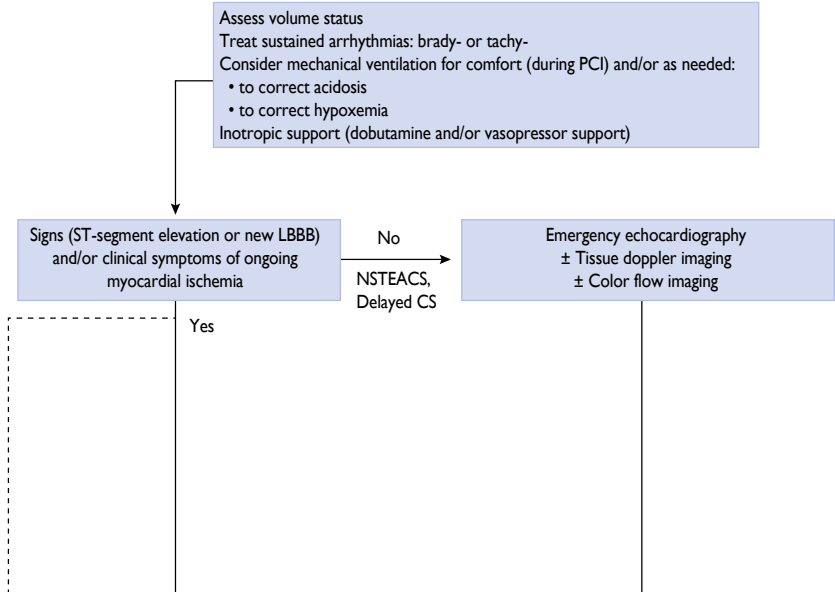 Assess volume status
Treat sustained arrhythmias: brady- or tachy-
Consider mechanical ventilation for comfort (during PCI) and/or as needed:
• to correct acidosis
• to correct hypoxemia
Inotropic support (dobutamine and/or vasopressor support)
Signs (ST-segment elevation or new LBBB)
and/or clinical symptoms of ongoing
myocardial ischemia
No
NSTEACS,
Delayed CS
Emergency echocardiography
± Tissue doppler imaging
± Color flow imaging
Yes